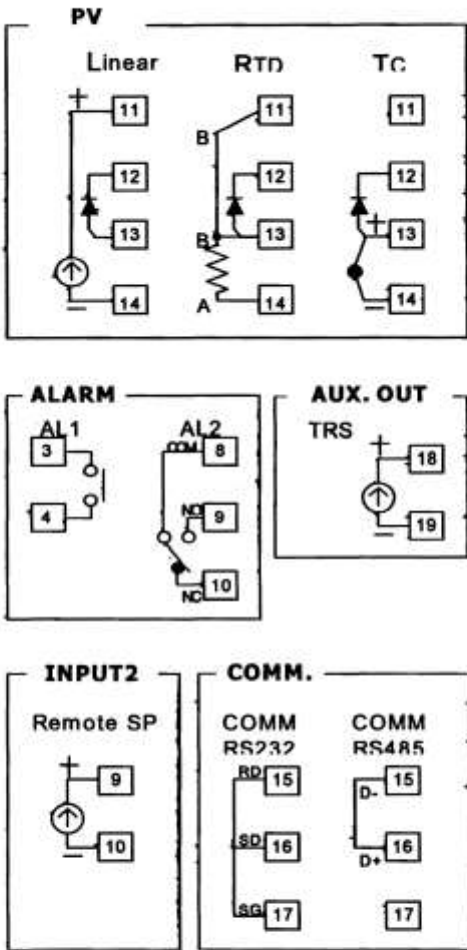 PV
Linear RTD TC
+ 11 11 11
B
12 12 12
+
13 B 13 13
14 A 14 14
− −
ALARM
AL1 AL2
3 COM 8
4 NO 9
NC 10
AUX. OUT
TRS
+ 18
− 19
INPUT2
Remote SP
+ 9
− 10
COMM.
COMM COMM
RS232 RS485
RD 15 D- 15
SD 16 D+ 16
SG 17 17